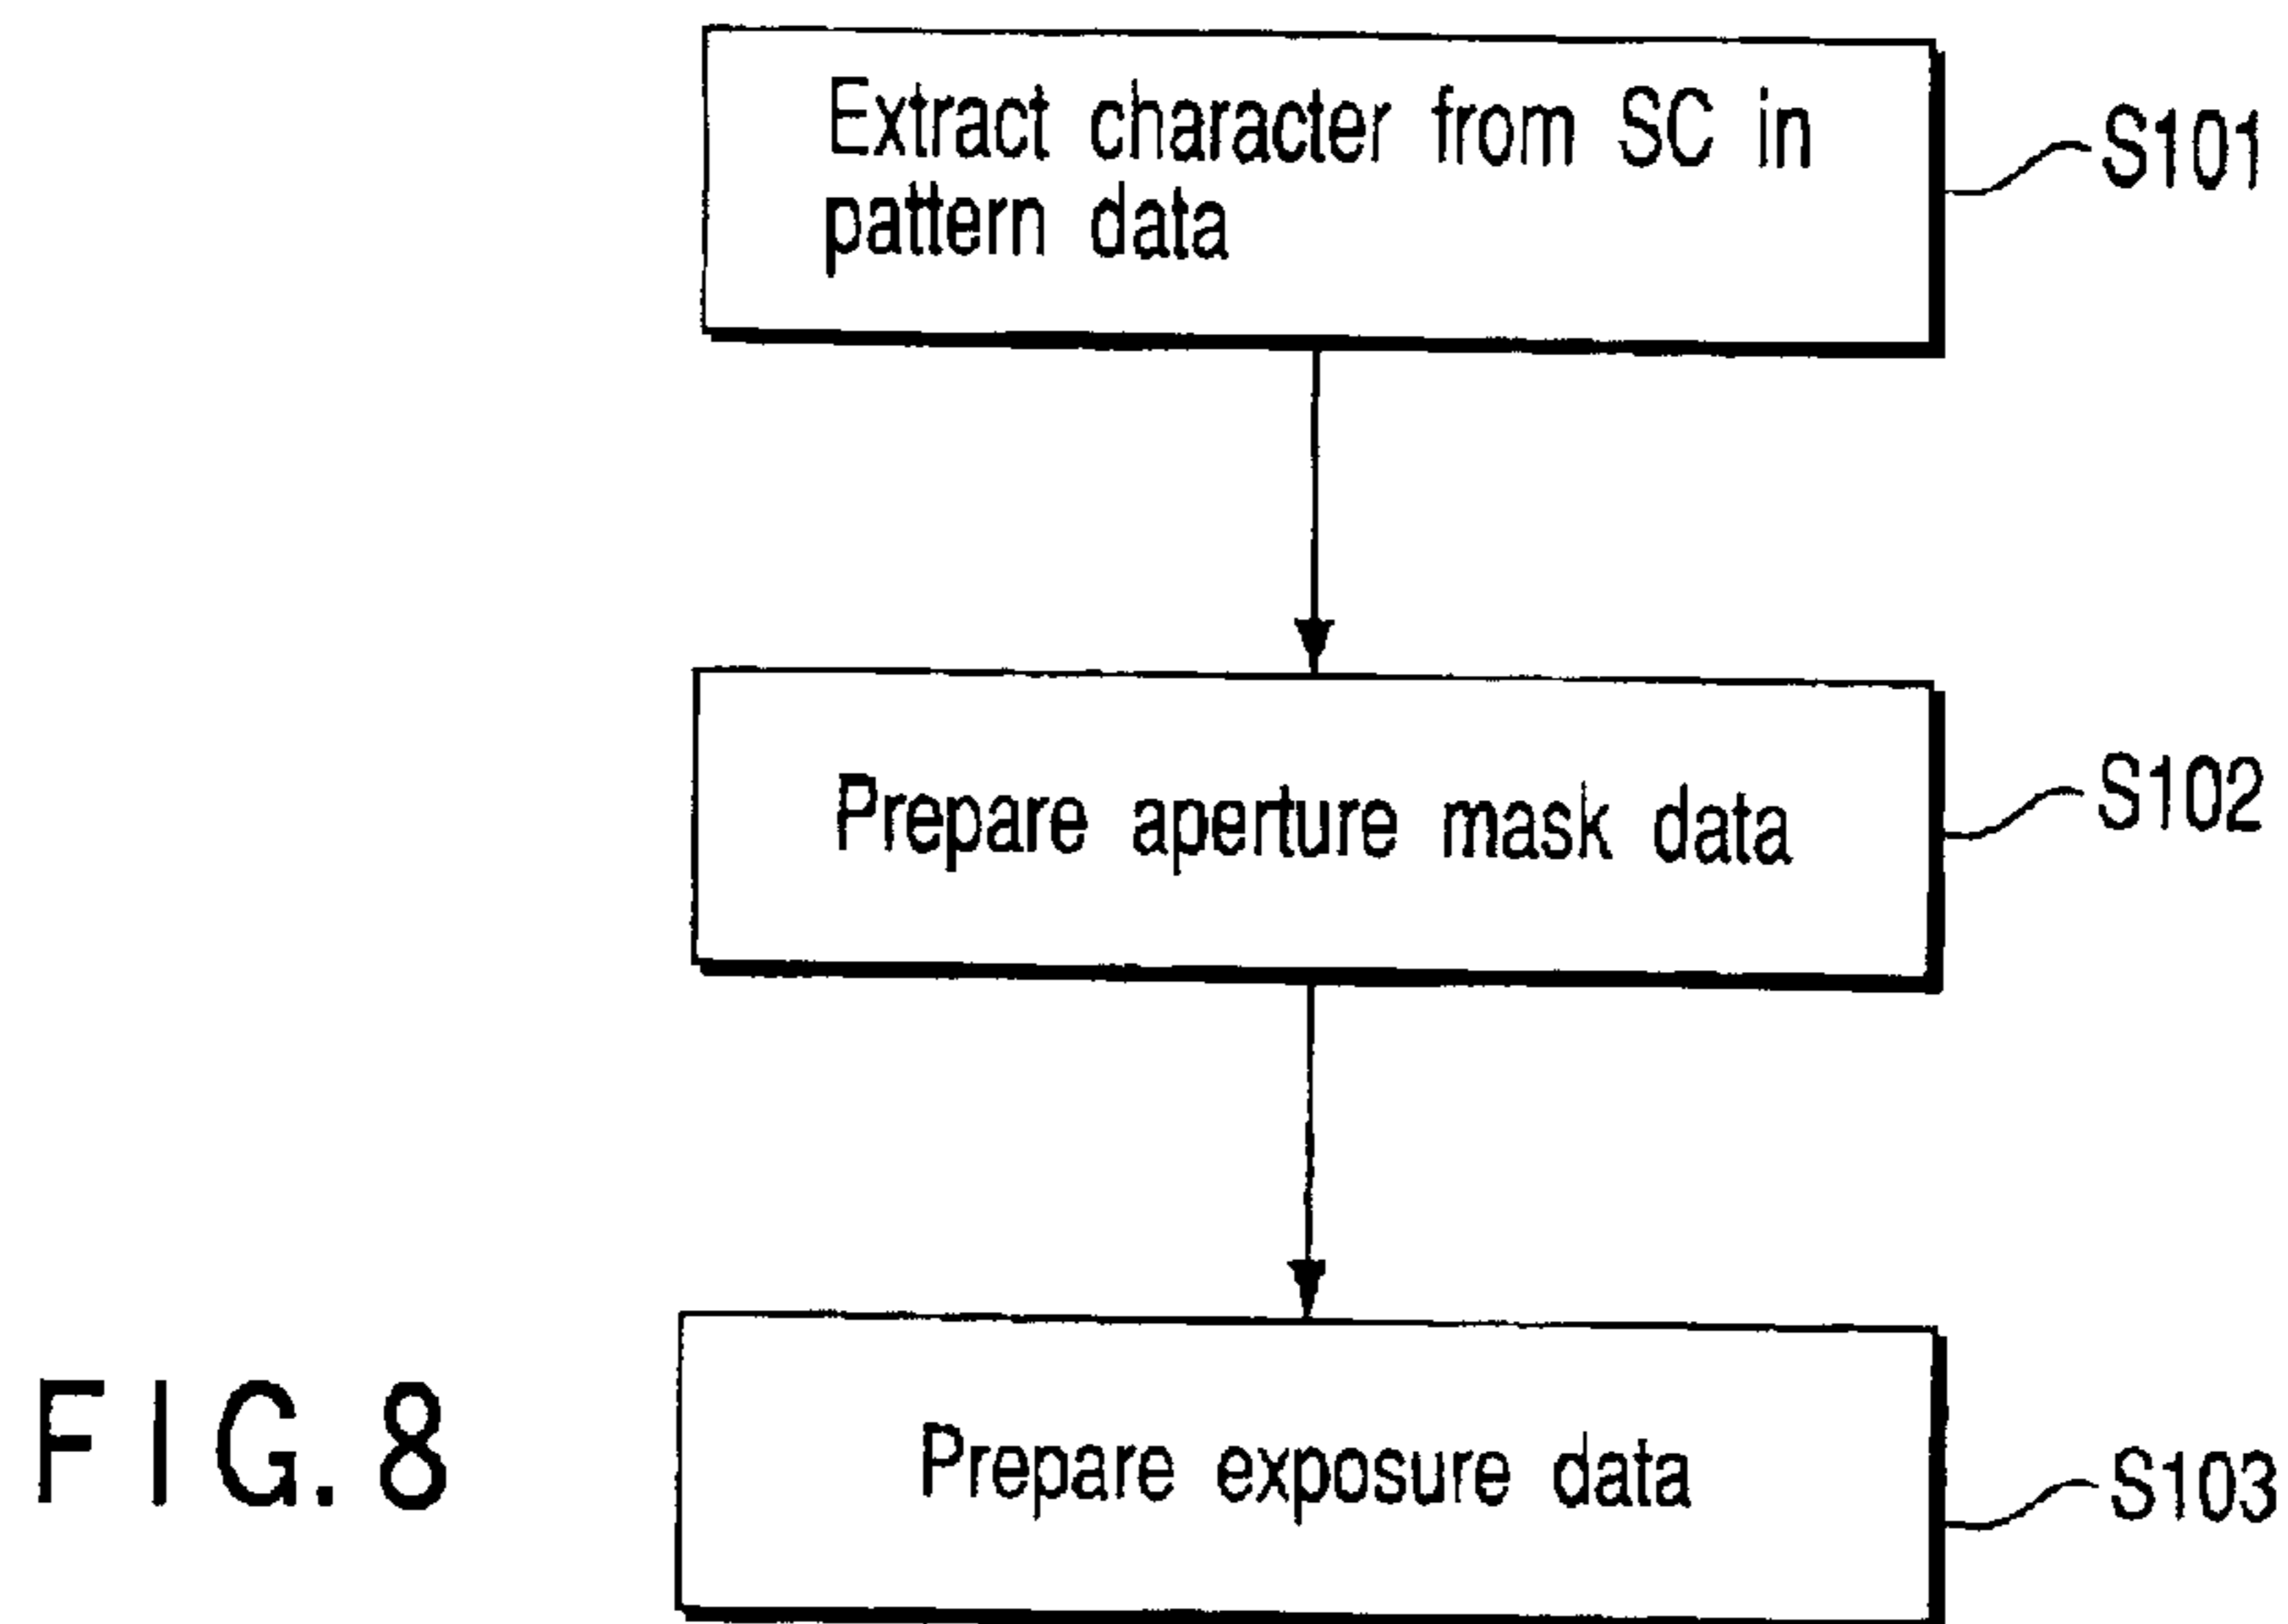 Extract character from SC in
pattern data
S101
Prepare aperture mask data
S102
Prepare exposure data
S103
FIG. 8